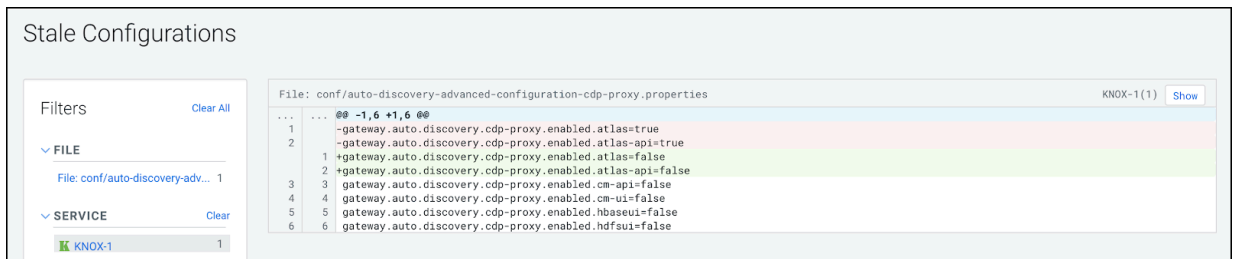 Stale Configurations
Filters Clear All
FILE
File: conf/auto-discovery-adv... 1
SERVICE Clear
KNOX-1 1
File: conf/auto-discovery-advanced-configuration-cdp-proxy.properties KNOX-1(1) Show
... ... @@ -1,6 +1,6 @@
1 -gateway.auto.discovery.cdp-proxy.enabled.atlas=true
2 -gateway.auto.discovery.cdp-proxy.enabled.atlas-api=true
1 +gateway.auto.discovery.cdp-proxy.enabled.atlas=false
2 +gateway.auto.discovery.cdp-proxy.enabled.atlas-api=false
3 3 gateway.auto.discovery.cdp-proxy.enabled.cm-api=false
4 4 gateway.auto.discovery.cdp-proxy.enabled.cm-ui=false
5 5 gateway.auto.discovery.cdp-proxy.enabled.hbaseui=false
6 6 gateway.auto.discovery.cdp-proxy.enabled.hdfsui=false